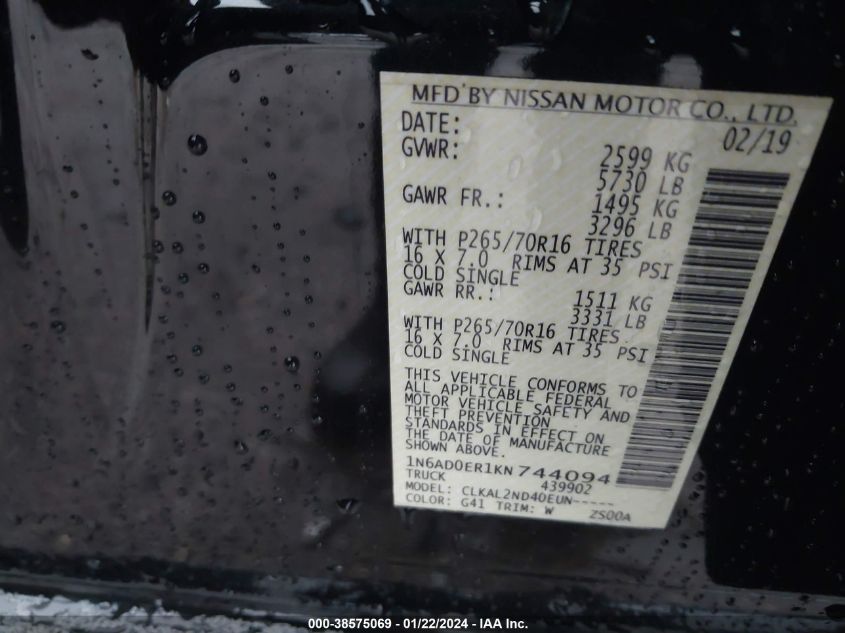 MFD BY NISSAN MOTOR CO., LTD.
DATE: 02/19
GVWR: 2599 KG
5730 LB
GAWR FR.: 1495 KG
3296 LB
WITH P265/70R16 TIRES
16 X 7.0 RIMS AT 35 PSI
COLD SINGLE
GAWR RR.: 1511 KG
3331 LB
WITH P265/70R16 TIRES
16 X 7.0 RIMS AT 35 PSI
COLD SINGLE
THIS VEHICLE CONFORMS TO
ALL APPLICABLE FEDERAL
MOTOR VEHICLE SAFETY AND
THEFT PREVENTION
STANDARDS IN EFFECT ON
THE DATE OF MANUFACTURE
SHOWN ABOVE.
1N6AD0ER1KN744094
TRUCK 439902
MODEL: CLKAL2ND40EUN-----
COLOR: G41 TRIM: W ZS00A
000-38575069 - 01/22/2024 - IAA Inc.